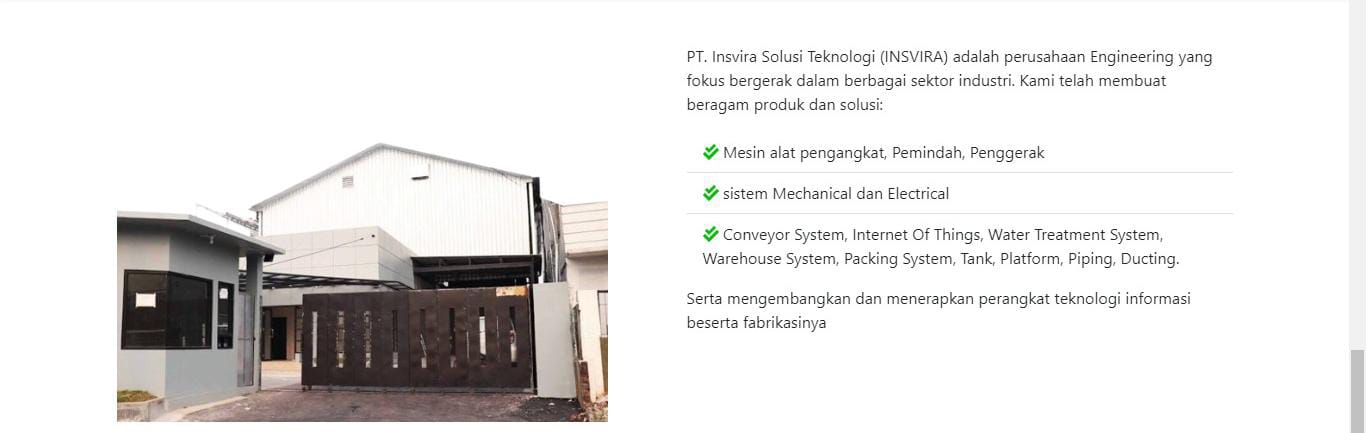 PT. Insvira Solusi Teknologi (INSVIRA) adalah perusahaan Engineering yang
fokus bergerak dalam berbagai sektor industri. Kami telah membuat
beragam produk dan solusi:
Mesin alat pengangkat, Pemindah, Penggerak
sistem Mechanical dan Electrical
Conveyor System, Internet Of Things, Water Treatment System,
Warehouse System, Packing System, Tank, Platform, Piping, Ducting.
Serta mengembangkan dan menerapkan perangkat teknologi informasi
beserta fabrikasinya